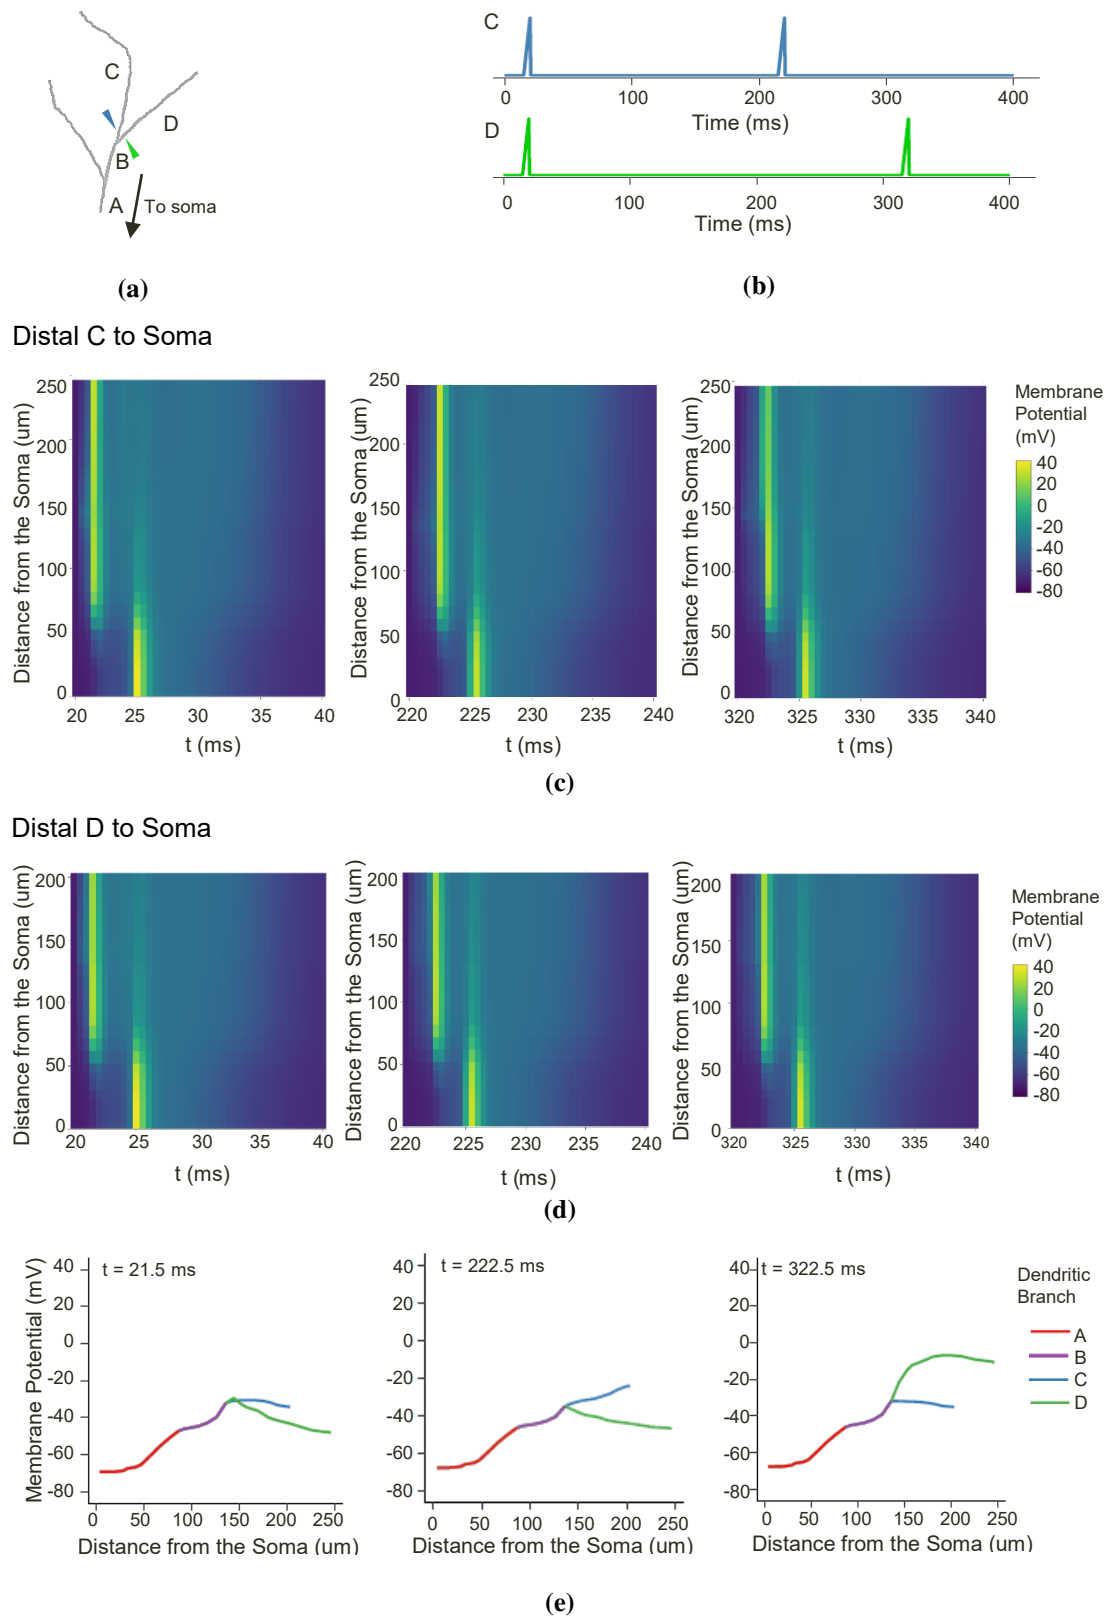 C
D
B
A
To soma
(a)
C
0 100 200 300 400
Time (ms)
D
0 100 200 300 400
Time (ms)
(b)
Distal C to Soma
Distance from the Soma (um)
250
200
150
100
50
0
20 25 30 35 40
t (ms)
Distance from the Soma (um)
250
200
150
100
50
0
220 225 230 235 240
t (ms)
Distance from the Soma (um)
250
200
150
100
50
0
320 325 330 335 340
t (ms)
Membrane
Potential
(mV)
40
20
0
-20
-40
-60
-80
(c)
Distal D to Soma
Distance from the Soma (um)
200
150
100
50
0
20 25 30 35 40
t (ms)
Distance from the Soma (um)
200
150
100
50
0
220 225 230 235 240
t (ms)
Distance from the Soma (um)
200
150
100
50
0
320 325 330 335 340
t (ms)
Membrane
Potential
(mV)
40
20
0
-20
-40
-60
-80
(d)
Membrane Potential (mV)
40
20
0
-20
-40
-60
-80
t = 21.5 ms
0 50 100 150 200 250
Distance from the Soma (um)
40
20
0
-20
-40
-60
-80
t = 222.5 ms
0 50 100 150 200 250
Distance from the Soma (um)
40
20
0
-20
-40
-60
-80
t = 322.5 ms
0 50 100 150 200 250
Distance from the Soma (um)
Dendritic
Branch
A
B
C
D
(e)